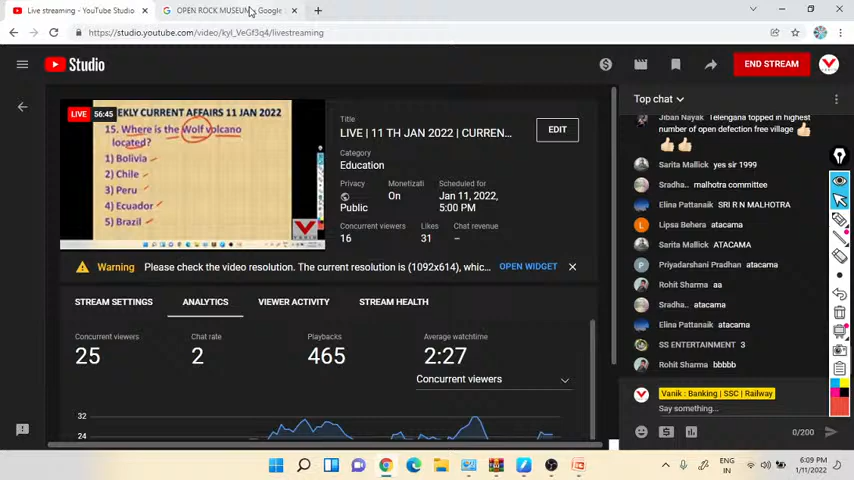 Live streaming - YouTube Studio
OPEN ROCK MUSEUM - Google
https://studio.youtube.com/video/kyl_VeGf3q4/livestreaming
Studio
END STREAM
LIVE 56:45
EKLY CURRENT AFFAIRS 11 JAN 2022
15. Where is the Wolf volcano
located?
1) Bolivia
2) Chile
3) Peru
4) Ecuador
5) Brazil
VANIK
Title
LIVE | 11 TH JAN 2022 | CURREN...
EDIT
Category
Education
Privacy
Public
Monetizati
On
Scheduled for
Jan 11, 2022,
5:00 PM
Concurrent viewers
16
Likes
31
Chat revenue
–
Warning
Please check the video resolution. The current resolution is (1092x614), whic...
OPEN WIDGET
STREAM SETTINGS
ANALYTICS
VIEWER ACTIVITY
STREAM HEALTH
Concurrent viewers
25
Chat rate
2
Playbacks
465
Average watchtime
2:27
Concurrent viewers
32
24
Top chat
Jiban Nayak Telengana topped in highest
number of open defection free village
Sarita Mallick yes sir 1999
Sradha.. malhotra committee
Elina Pattanaik SRI R N MALHOTRA
Lipsa Behera atacama
Sarita Mallick ATACAMA
Priyadarshani Pradhan atacama
Rohit Sharma aa
Sradha.. atacama
Elina Pattanaik atacama
SS ENTERTAINMENT 3
Rohit Sharma bbbbb
Vanik : Banking | SSC | Railway
Say something...
0/200
ENG
IN
6:09 PM
1/11/2022